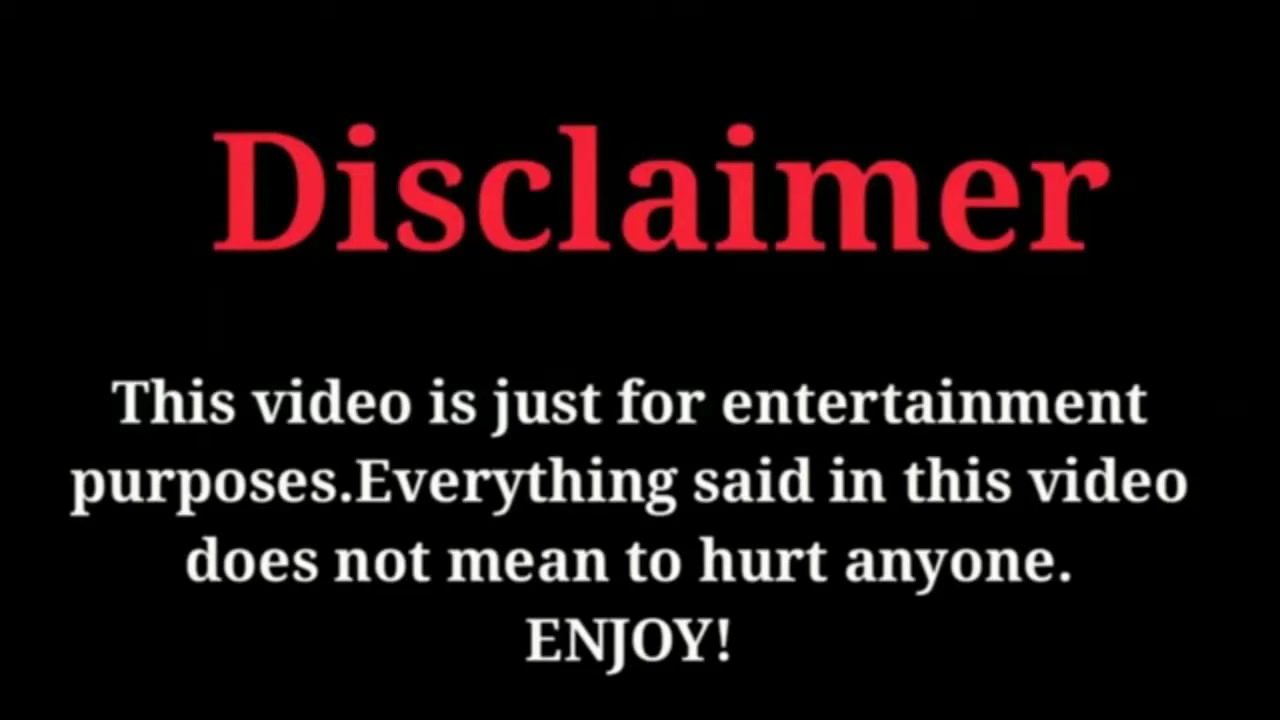 Disclaimer
This video is just for entertainment
purposes.Everything said in this video
does not mean to hurt anyone.
ENJOY!